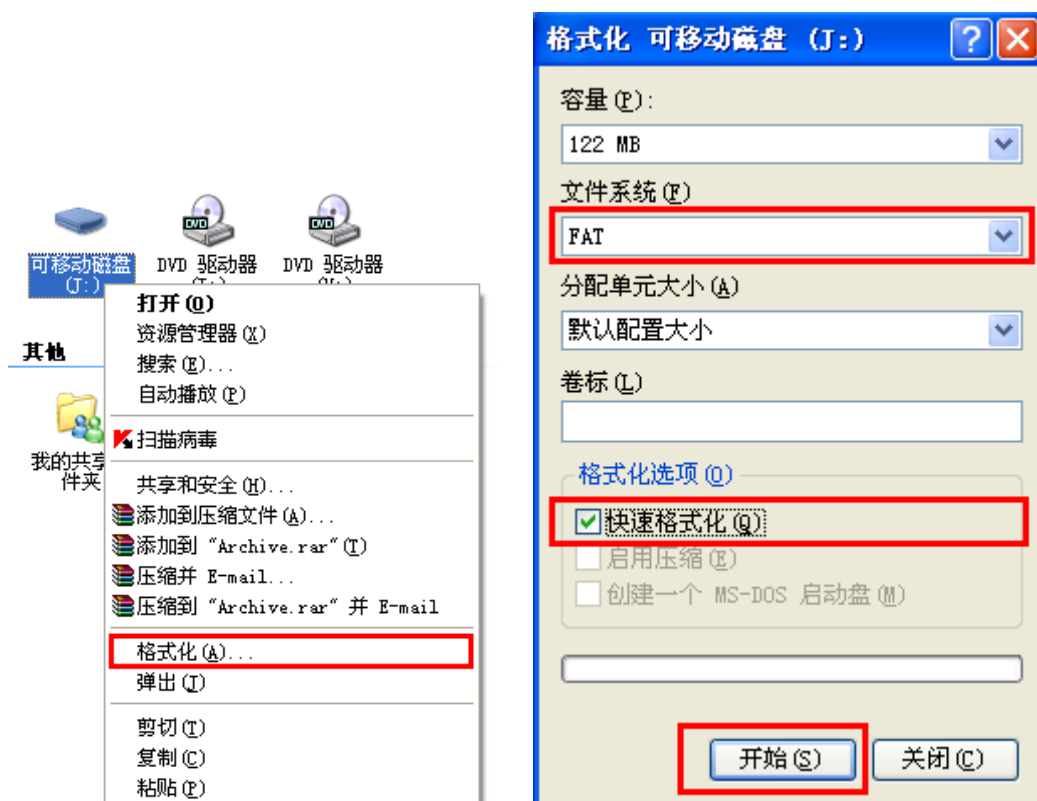 可移动磁盘
(J:)
DVD 驱动器
DVD 驱动器
其他
我的共享
件夹
打开(O)
资源管理器(X)
搜索(E)...
自动播放(P)
扫描病毒
共享和安全(H)...
添加到压缩文件(A)...
添加到 "Archive.rar"(T)
压缩并 E-mail...
压缩到 "Archive.rar" 并 E-mail
格式化(A)...
弹出(J)
剪切(T)
复制(C)
粘贴(P)
格式化 可移动磁盘 (J:)
容量(P):
122 MB
文件系统(F)
FAT
分配单元大小(A)
默认配置大小
卷标(L)
格式化选项(O)
快速格式化(Q)
启用压缩(E)
创建一个 MS-DOS 启动盘(M)
开始(S)
关闭(C)